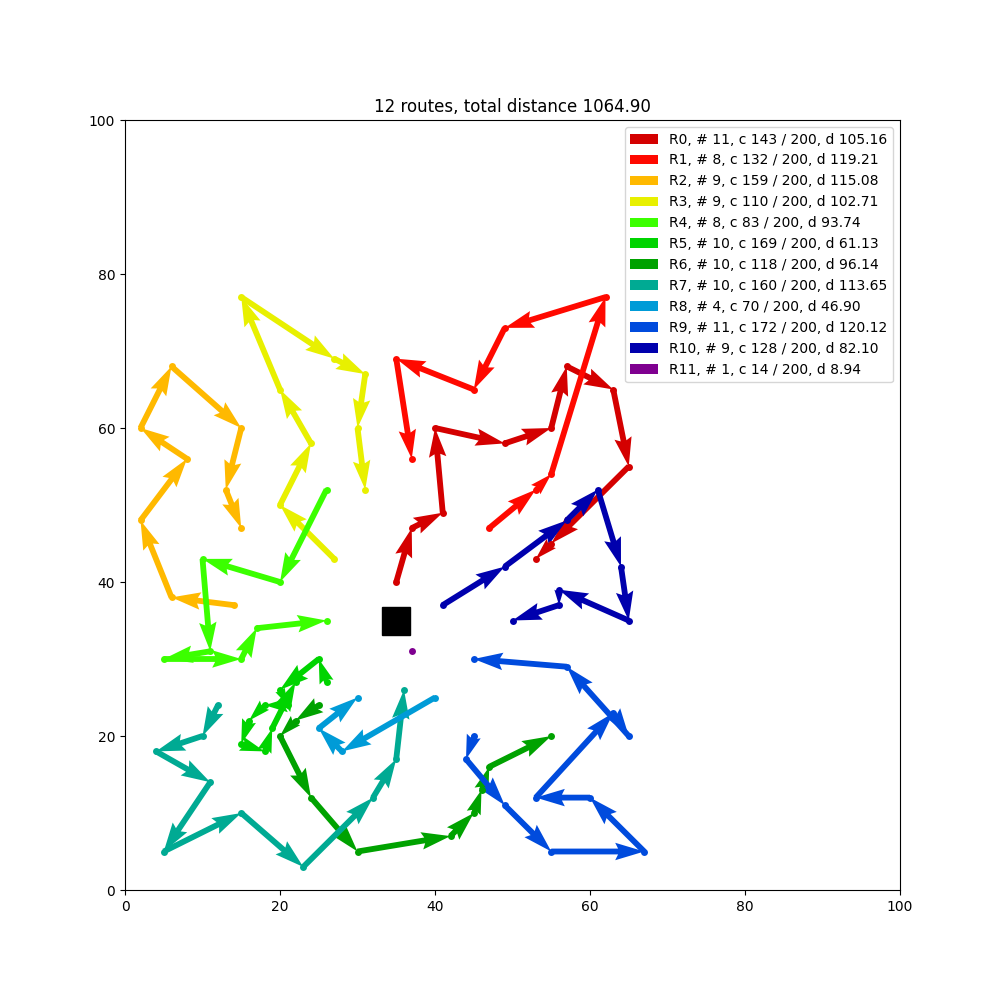 12 routes, total distance 1064.90
R0, # 11, c 143 / 200, d 105.16
R1, # 8, c 132 / 200, d 119.21
R2, # 9, c 159 / 200, d 115.08
R3, # 9, c 110 / 200, d 102.71
R4, # 8, c 83 / 200, d 93.74
R5, # 10, c 169 / 200, d 61.13
R6, # 10, c 118 / 200, d 96.14
R7, # 10, c 160 / 200, d 113.65
R8, # 4, c 70 / 200, d 46.90
R9, # 11, c 172 / 200, d 120.12
R10, # 9, c 128 / 200, d 82.10
R11, # 1, c 14 / 200, d 8.94
100
80
60
40
20
0
0 20 40 60 80 100